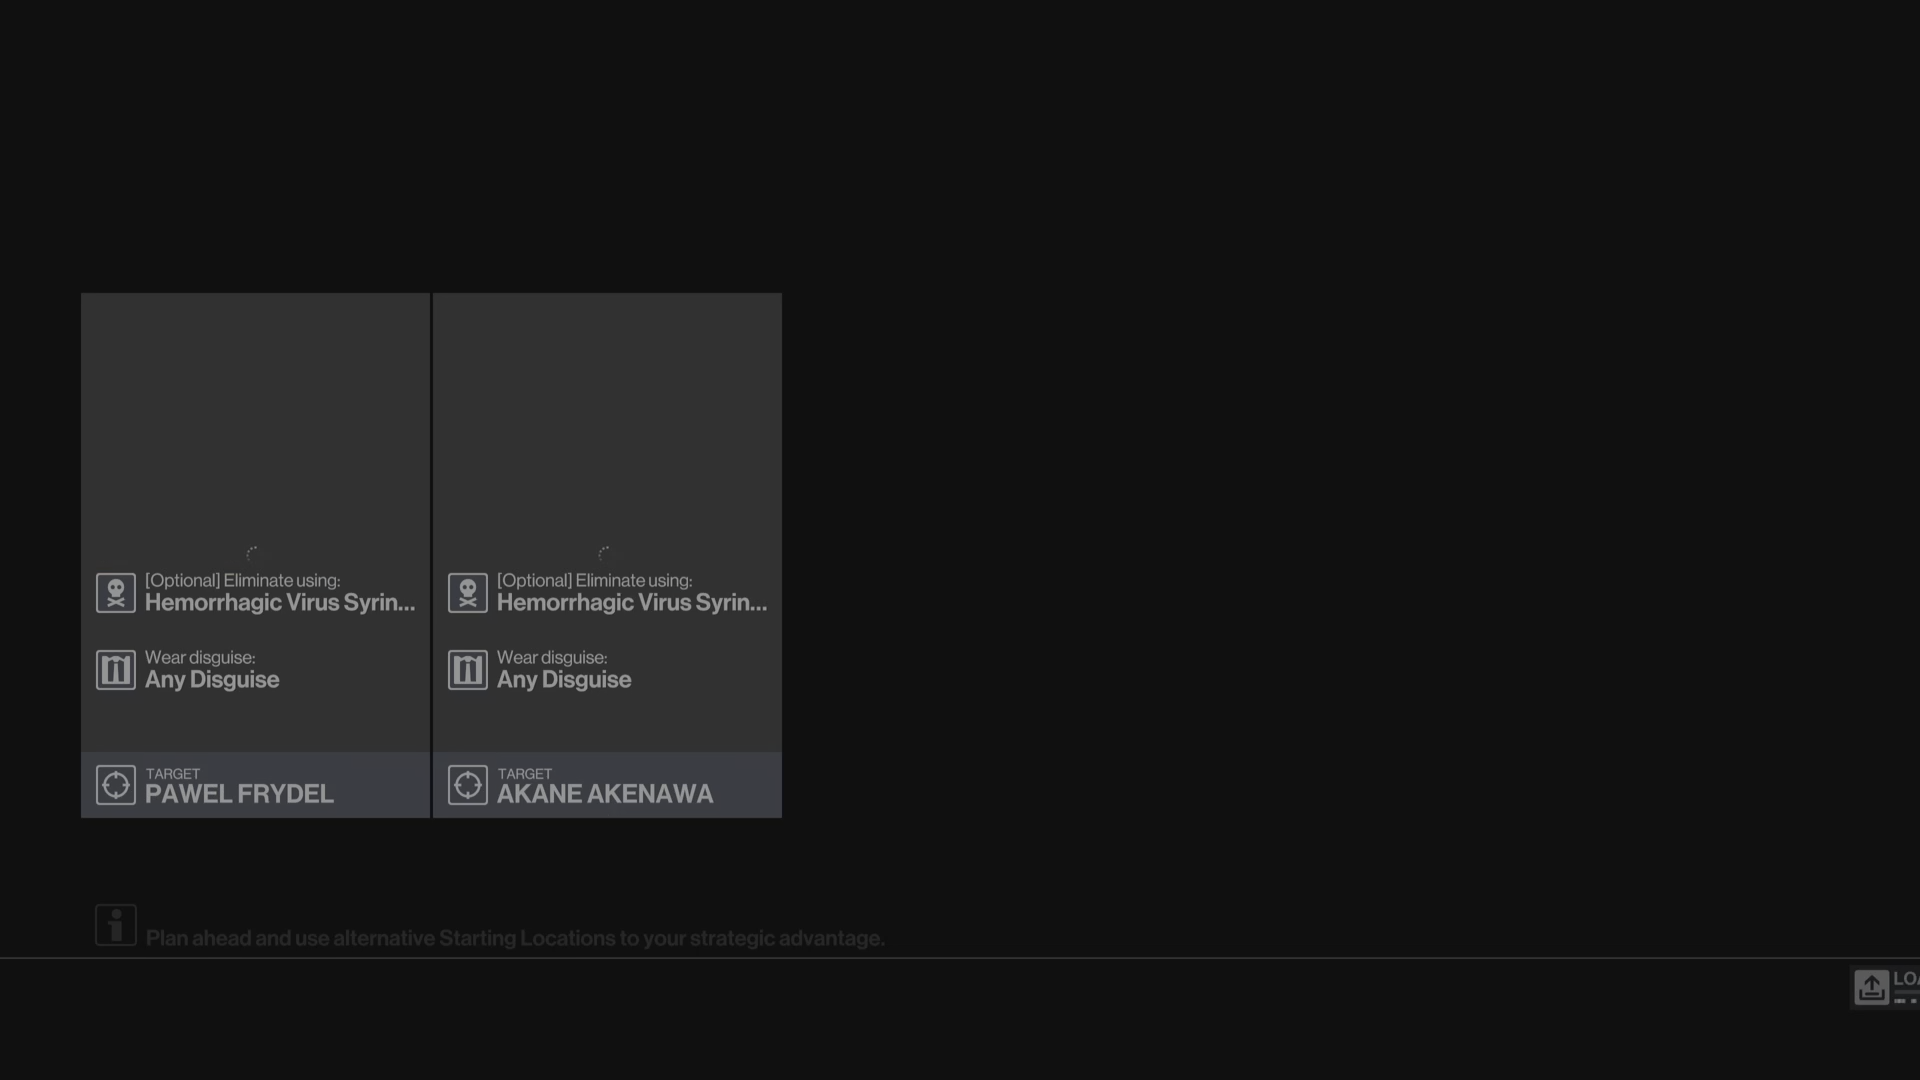 [Optional] Eliminate using:
Hemorrhagic Virus Syrin...
Wear disguise:
Any Disguise
TARGET
PAWEL FRYDEL
[Optional] Eliminate using:
Hemorrhagic Virus Syrin...
Wear disguise:
Any Disguise
TARGET
AKANE AKENAWA
Plan ahead and use alternative Starting Locations to your strategic advantage.